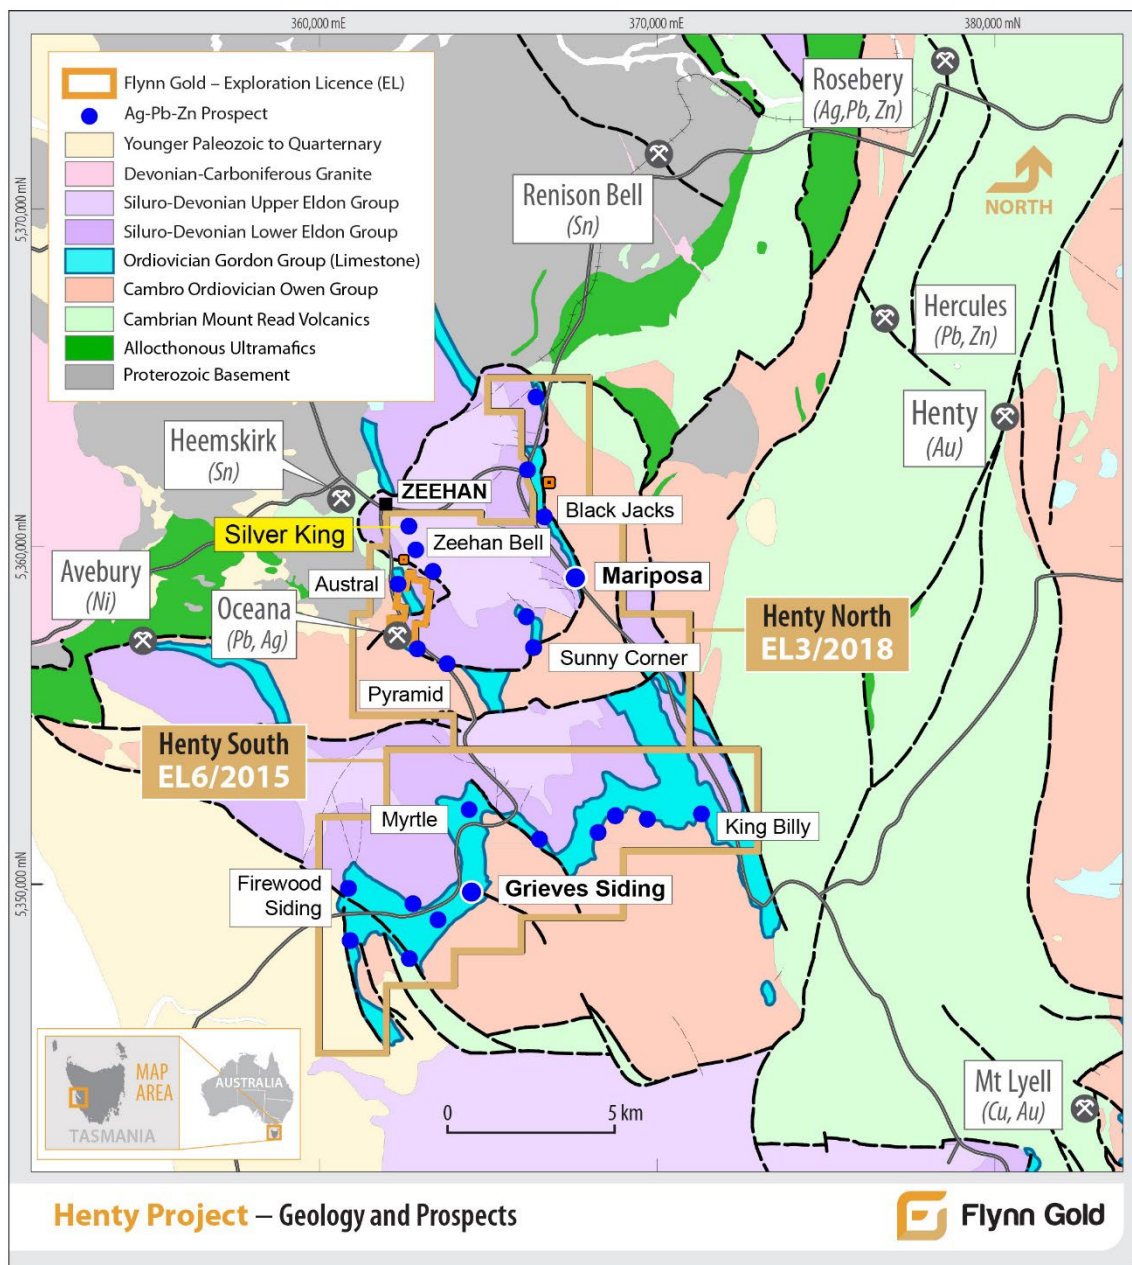 360,000 mE
370,000 mE
380,000 mN
5,370,000 mN
5,360,000 mN
5,350,000 mN
Flynn Gold – Exploration Licence (EL)
Ag-Pb-Zn Prospect
Younger Paleozoic to Quarternary
Devonian-Carboniferous Granite
Siluro-Devonian Upper Eldon Group
Siluro-Devonian Lower Eldon Group
Ordiovician Gordon Group (Limestone)
Cambro Ordiovician Owen Group
Cambrian Mount Read Volcanics
Allocthonous Ultramafics
Proterozoic Basement
Rosebery
(Ag,Pb, Zn)
NORTH
Renison Bell
(Sn)
Hercules
(Pb, Zn)
Henty
(Au)
Heemskirk
(Sn)
ZEEHAN
Silver King
Black Jacks
Zeehan Bell
Avebury
(Ni)
Austral
Mariposa
Oceana
(Pb, Ag)
Henty North
EL3/2018
Sunny Corner
Pyramid
Henty South
EL6/2015
Myrtle
King Billy
Firewood
Siding
Grieves Siding
MAP
AREA
TASMANIA
AUSTRALIA
0
5 km
Mt Lyell
(Cu, Au)
Henty Project – Geology and Prospects
Flynn Gold